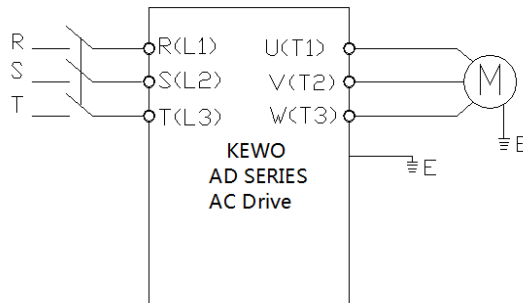 R R(L1) U(T1)
S S(L2) V(T2) M
T T(L3) W(T3)
E
KEWO
E
AD SERIES
AC Drive